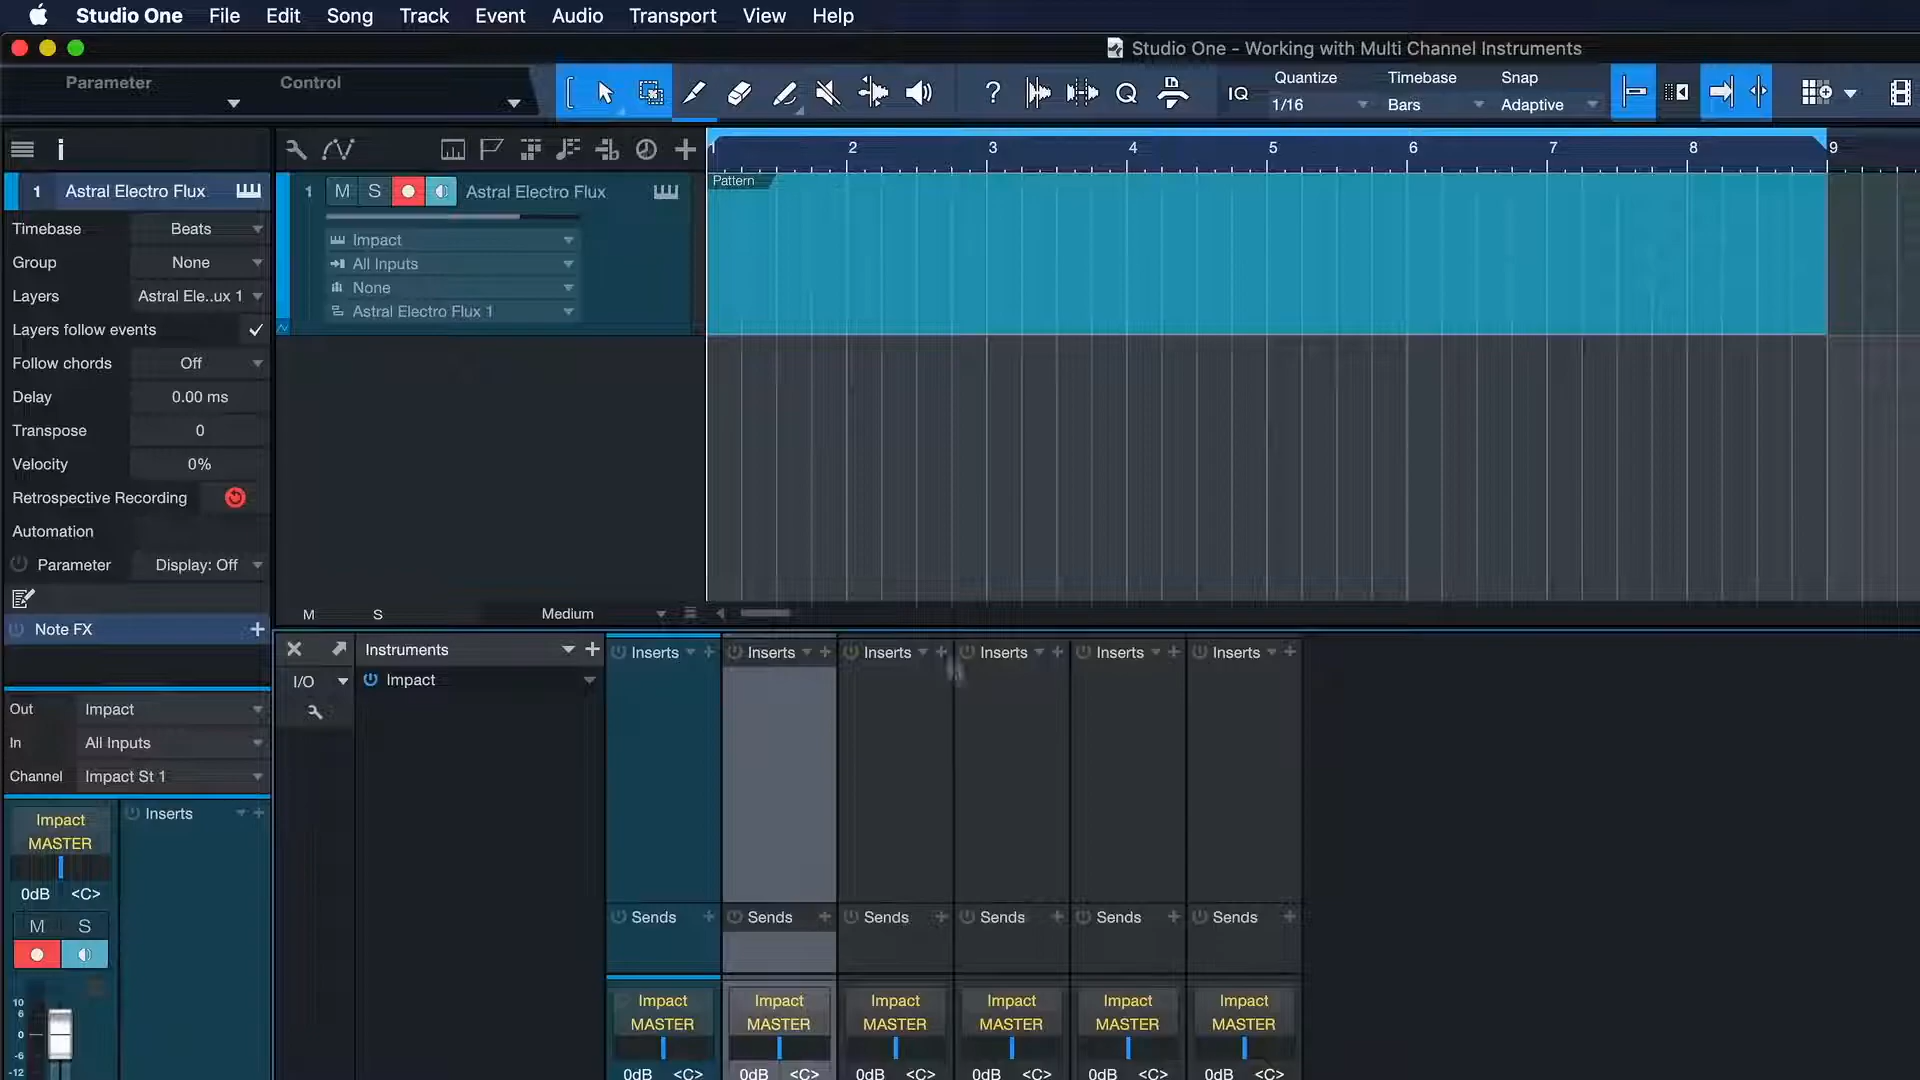 Studio One File Edit Song Track Event Audio Transport View Help
Studio One - Working with Multi Channel Instruments
Parameter Control
Quantize Timebase Snap
IQ 1/16 Bars Adaptive
1 Astral Electro Flux
Timebase Beats
Group None
Layers Astral Ele..ux 1
Layers follow events
Follow chords Off
Delay 0.00 ms
Transpose 0
Velocity 0%
Retrospective Recording
Automation
Parameter Display: Off
Note FX
Out Impact
In All Inputs
Channel Impact St 1
Impact
MASTER
0dB <C>
M S
10
6
0
-6
-12
Inserts
1 M S Astral Electro Flux
Impact
All Inputs
None
Astral Electro Flux 1
M S Medium
1 2 3 4 5 6 7 8 9
Pattern
Instruments
I/O Impact
Inserts Inserts Inserts Inserts Inserts Inserts
Sends Sends Sends Sends Sends Sends
Impact Impact Impact Impact Impact Impact
MASTER MASTER MASTER MASTER MASTER MASTER
0dB <C> 0dB <C> 0dB <C> 0dB <C> 0dB <C> 0dB <C>